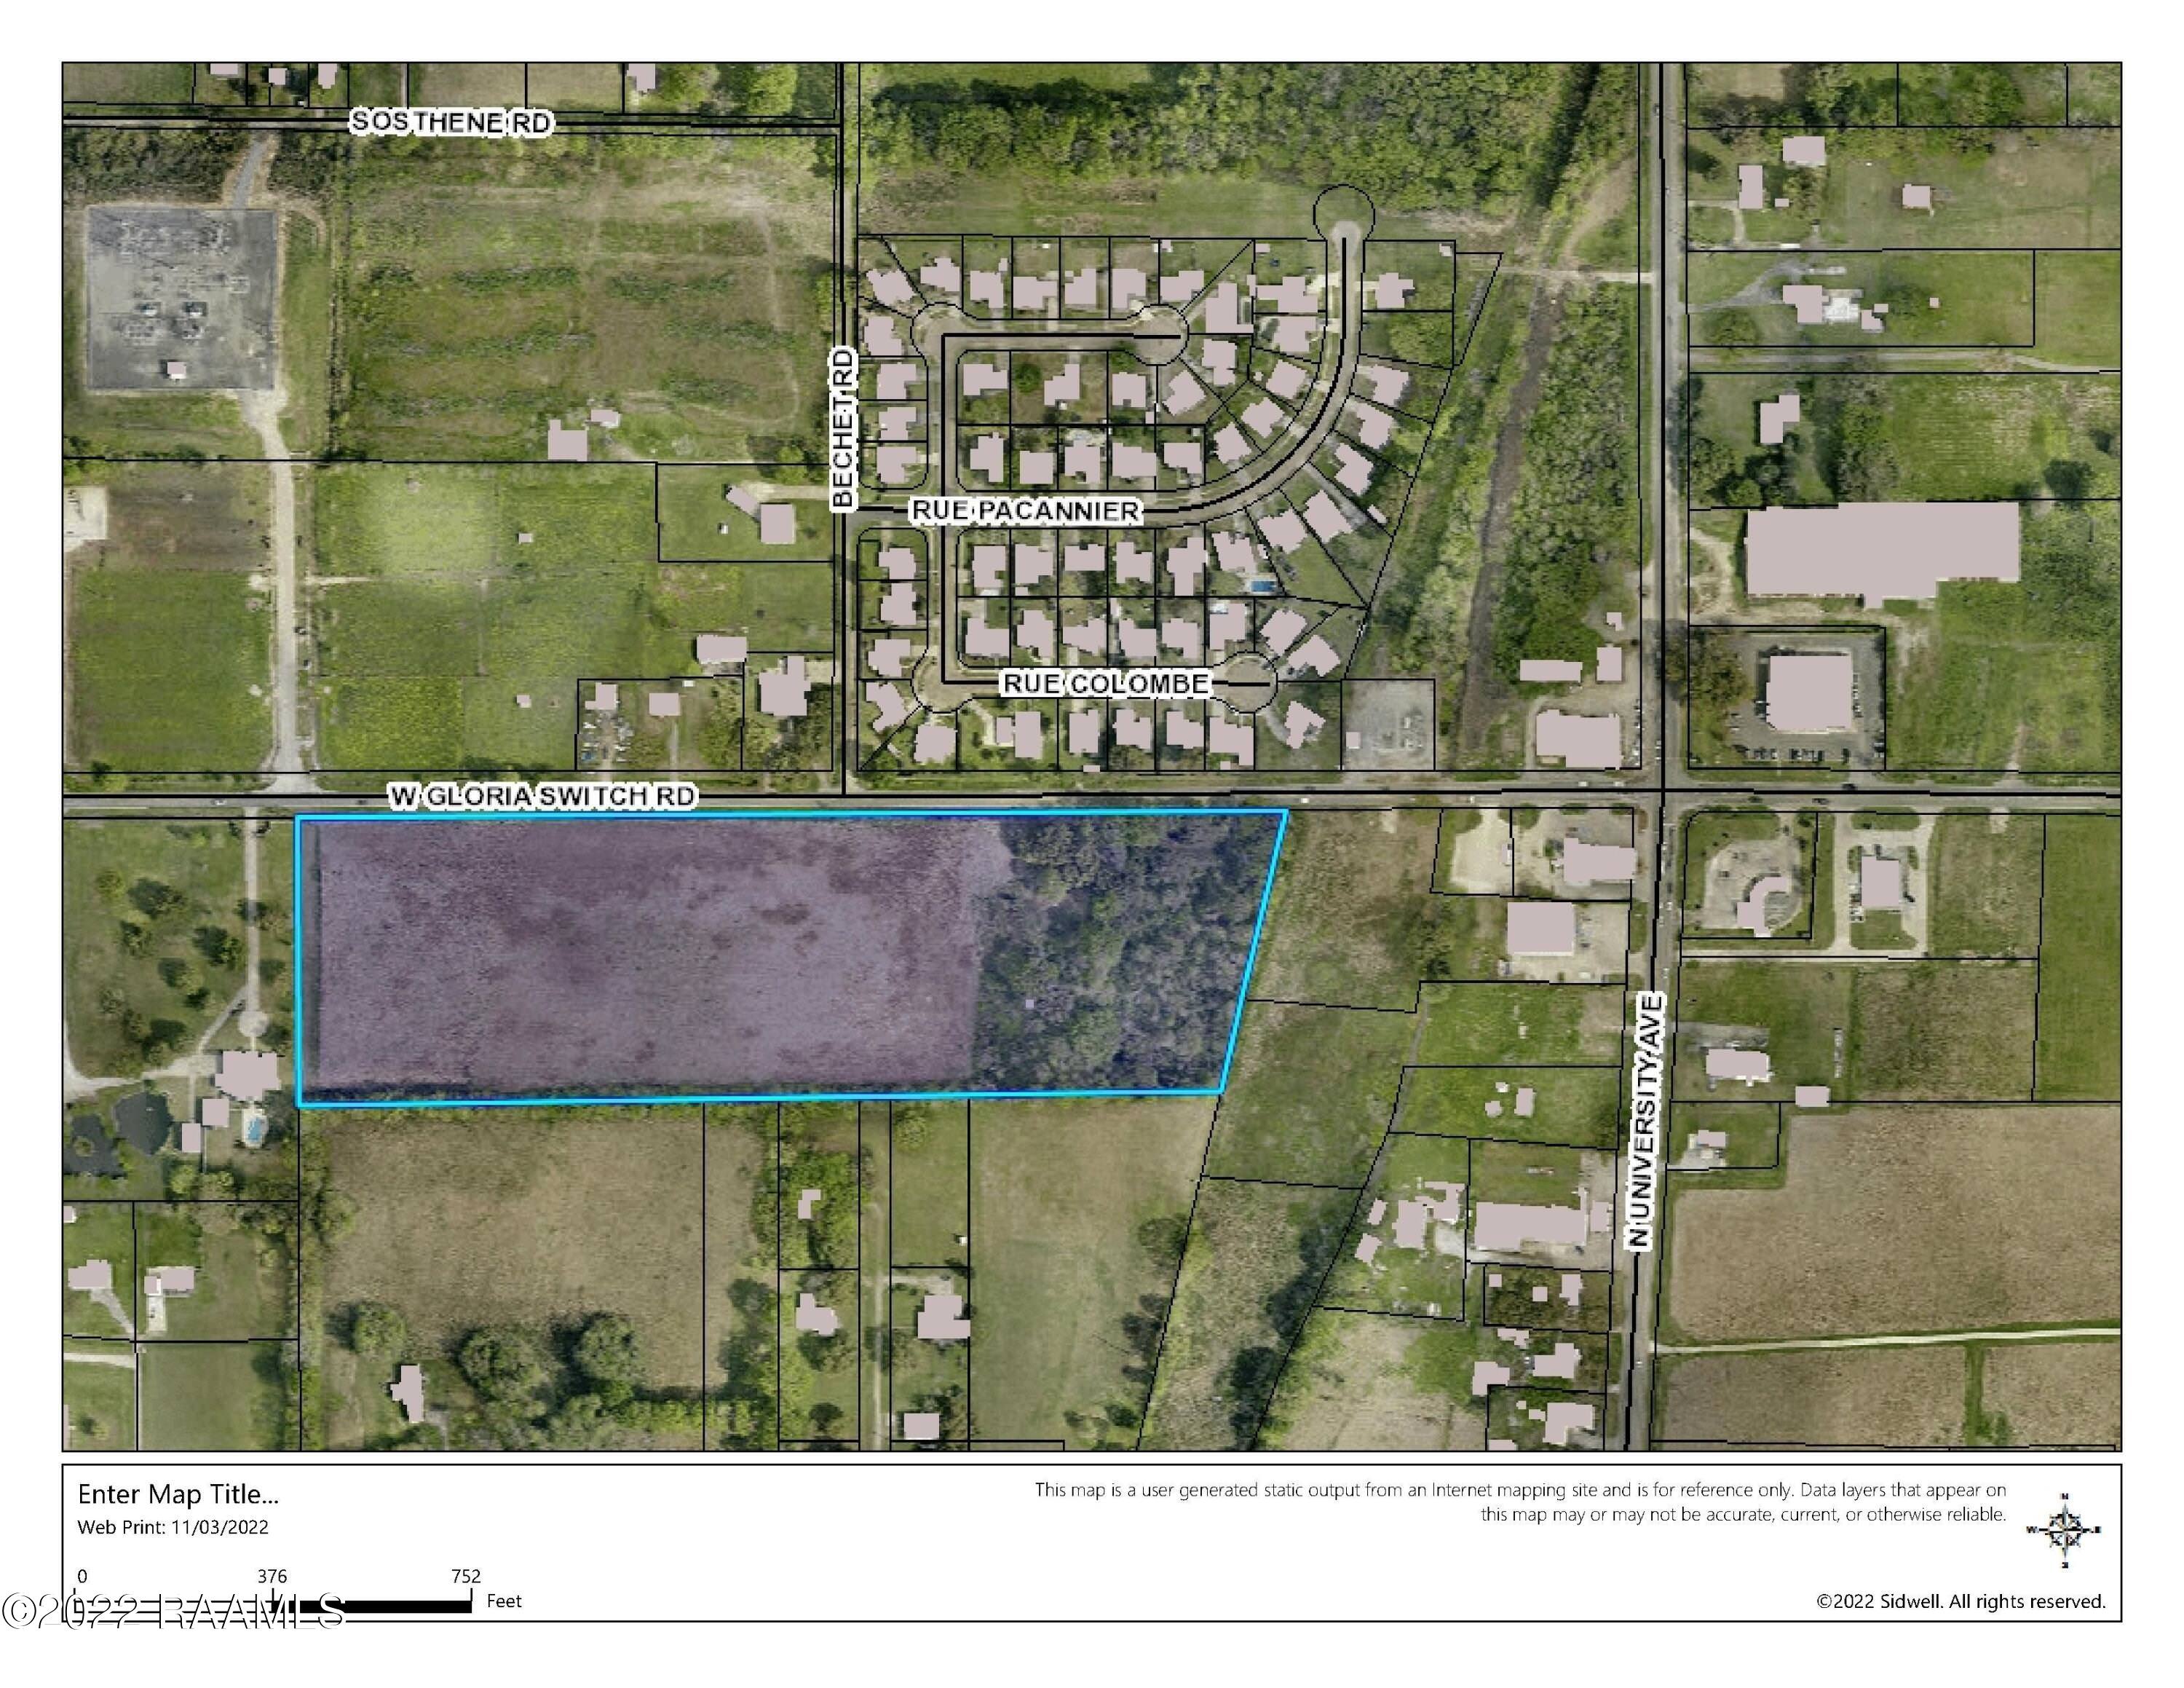 SOSTHENE RD
BECHET RD
RUE PACANNIER
RUE COLOMBE
W GLORIA SWITCH RD
N UNIVERSITY AVE
Enter Map Title...
Web Print: 11/03/2022
This map is a user generated static output from an Internet mapping site and is for reference only. Data layers that appear on
this map may or may not be accurate, current, or otherwise reliable.
N
W E
S
0 376 752
Feet
©2022 RAAMLS
©2022 Sidwell. All rights reserved.